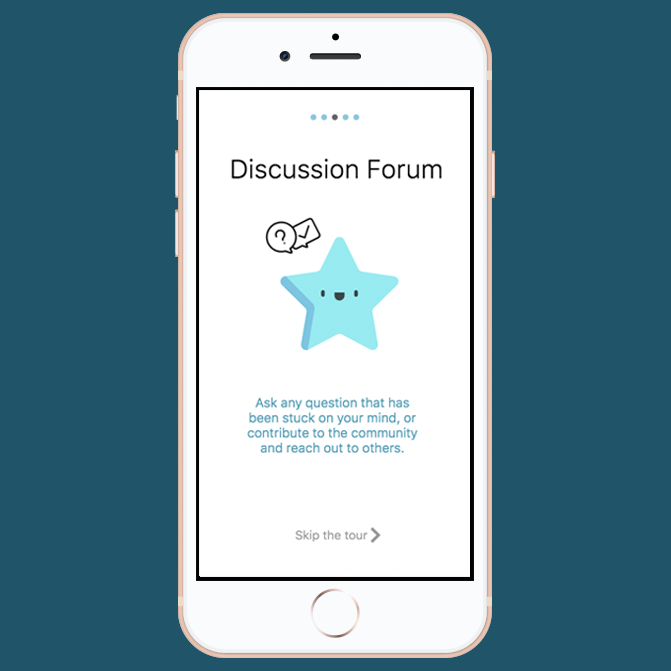 Discussion Forum
?
Ask any question that has
been stuck on your mind, or
contribute to the community
and reach out to others.
Skip the tour